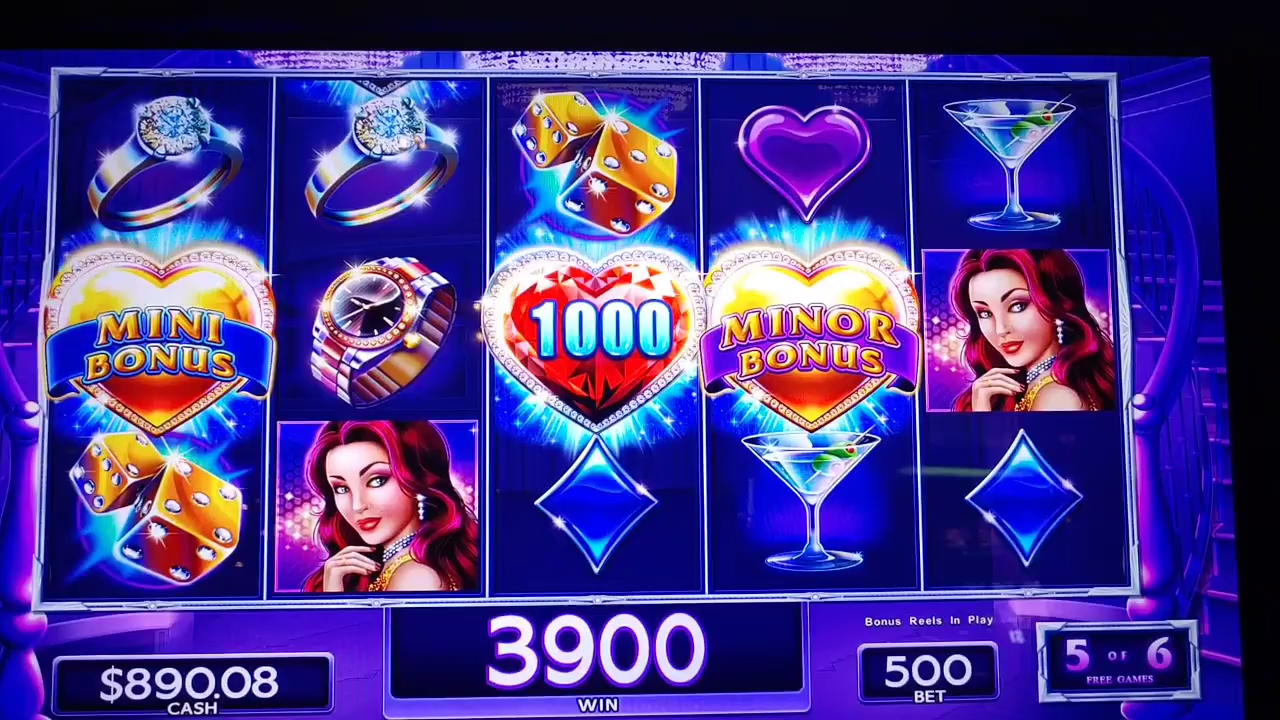 MINI
BONUS
1000
MINOR
BONUS
3900
WIN
$890.08
CASH
Bonus Reels In Play
500
BET
5 OF 6
FREE GAMES